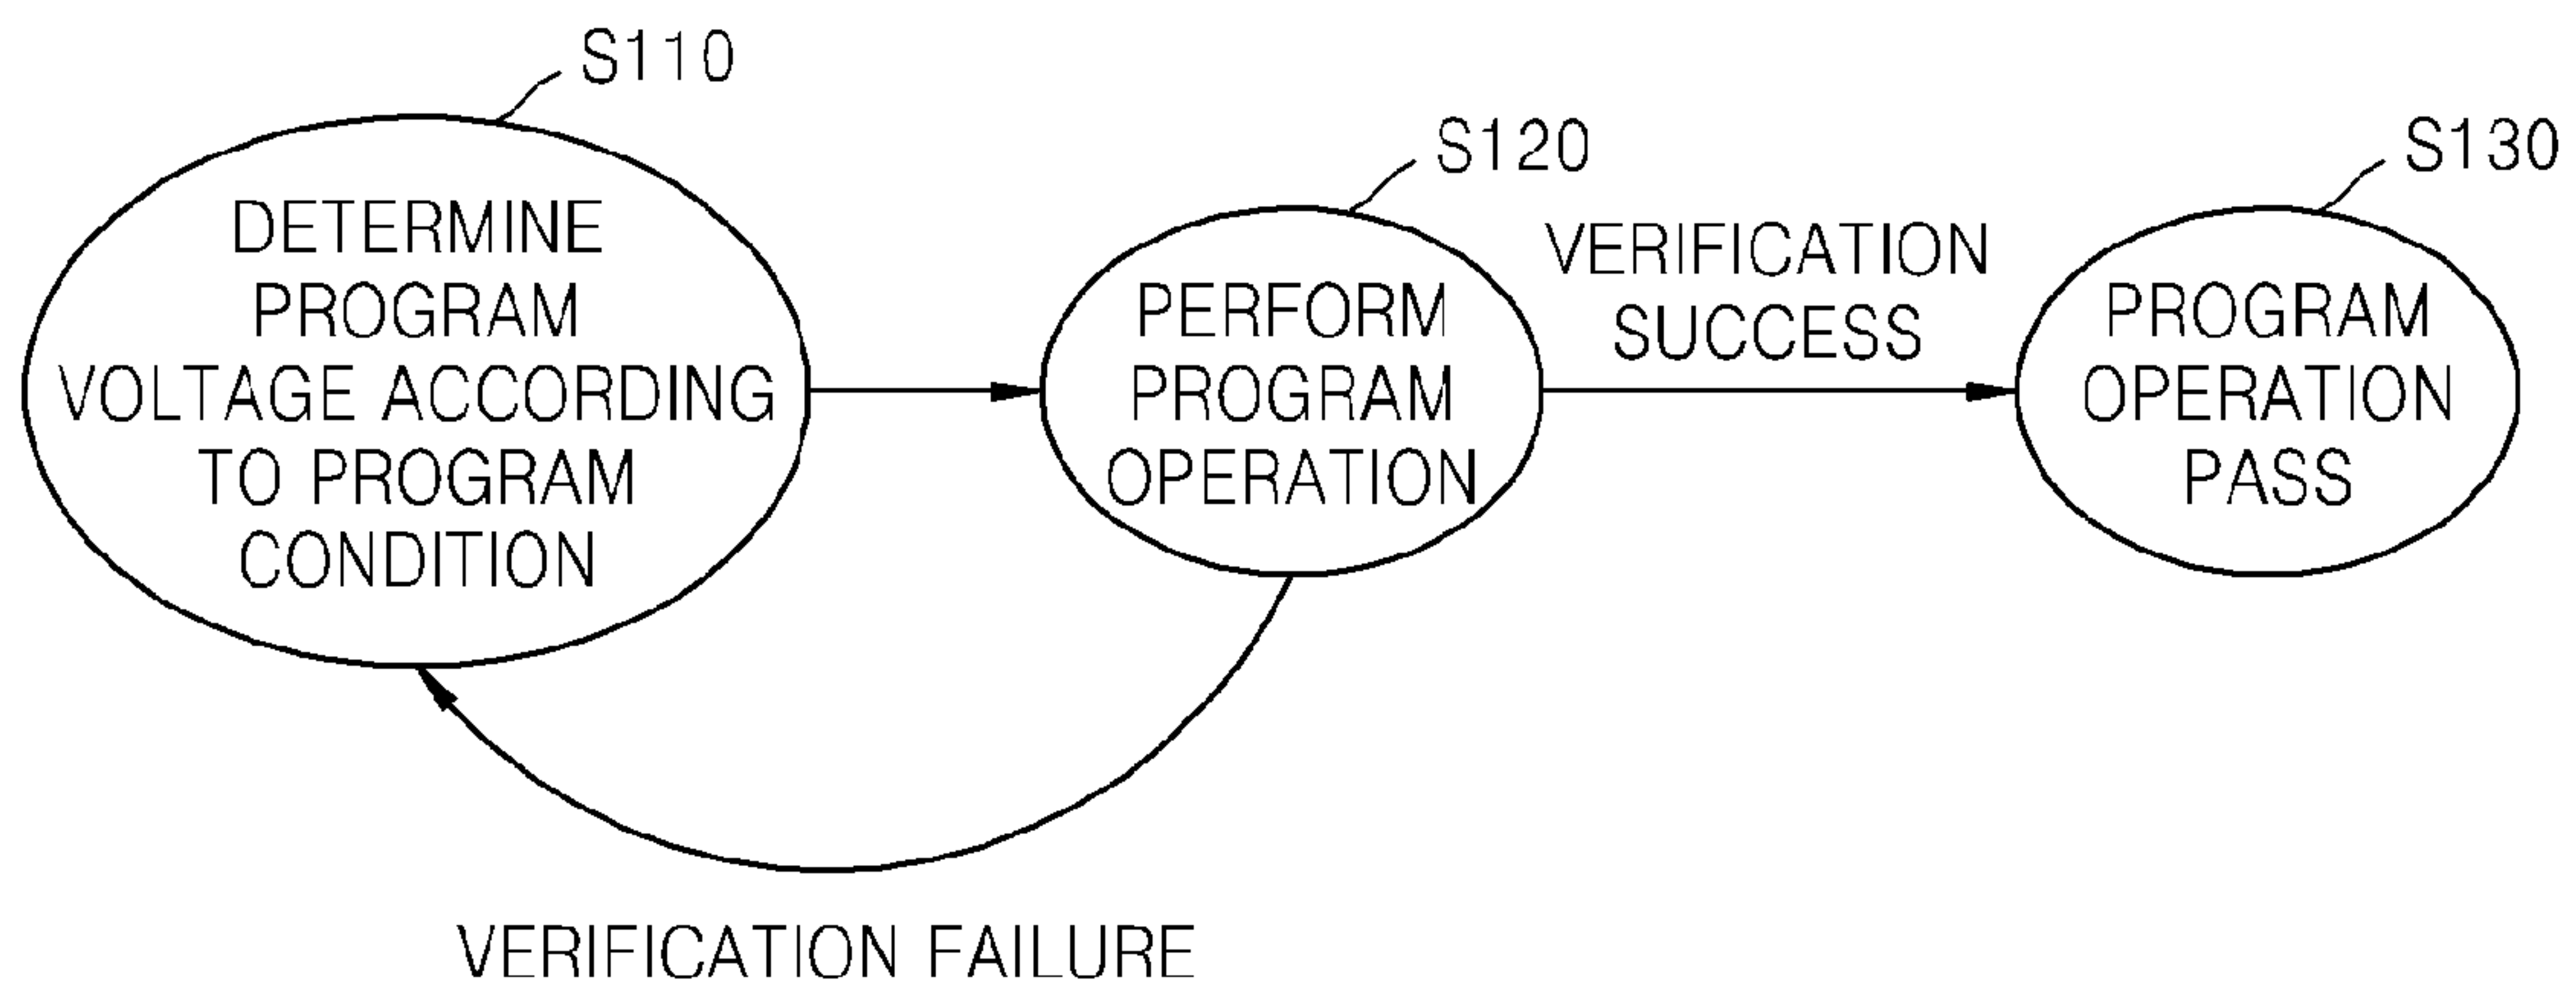 S110
DETERMINE
PROGRAM
VOLTAGE ACCORDING
TO PROGRAM
CONDITION
S120
PERFORM
PROGRAM
OPERATION
VERIFICATION
SUCCESS
S130
PROGRAM
OPERATION
PASS
VERIFICATION FAILURE